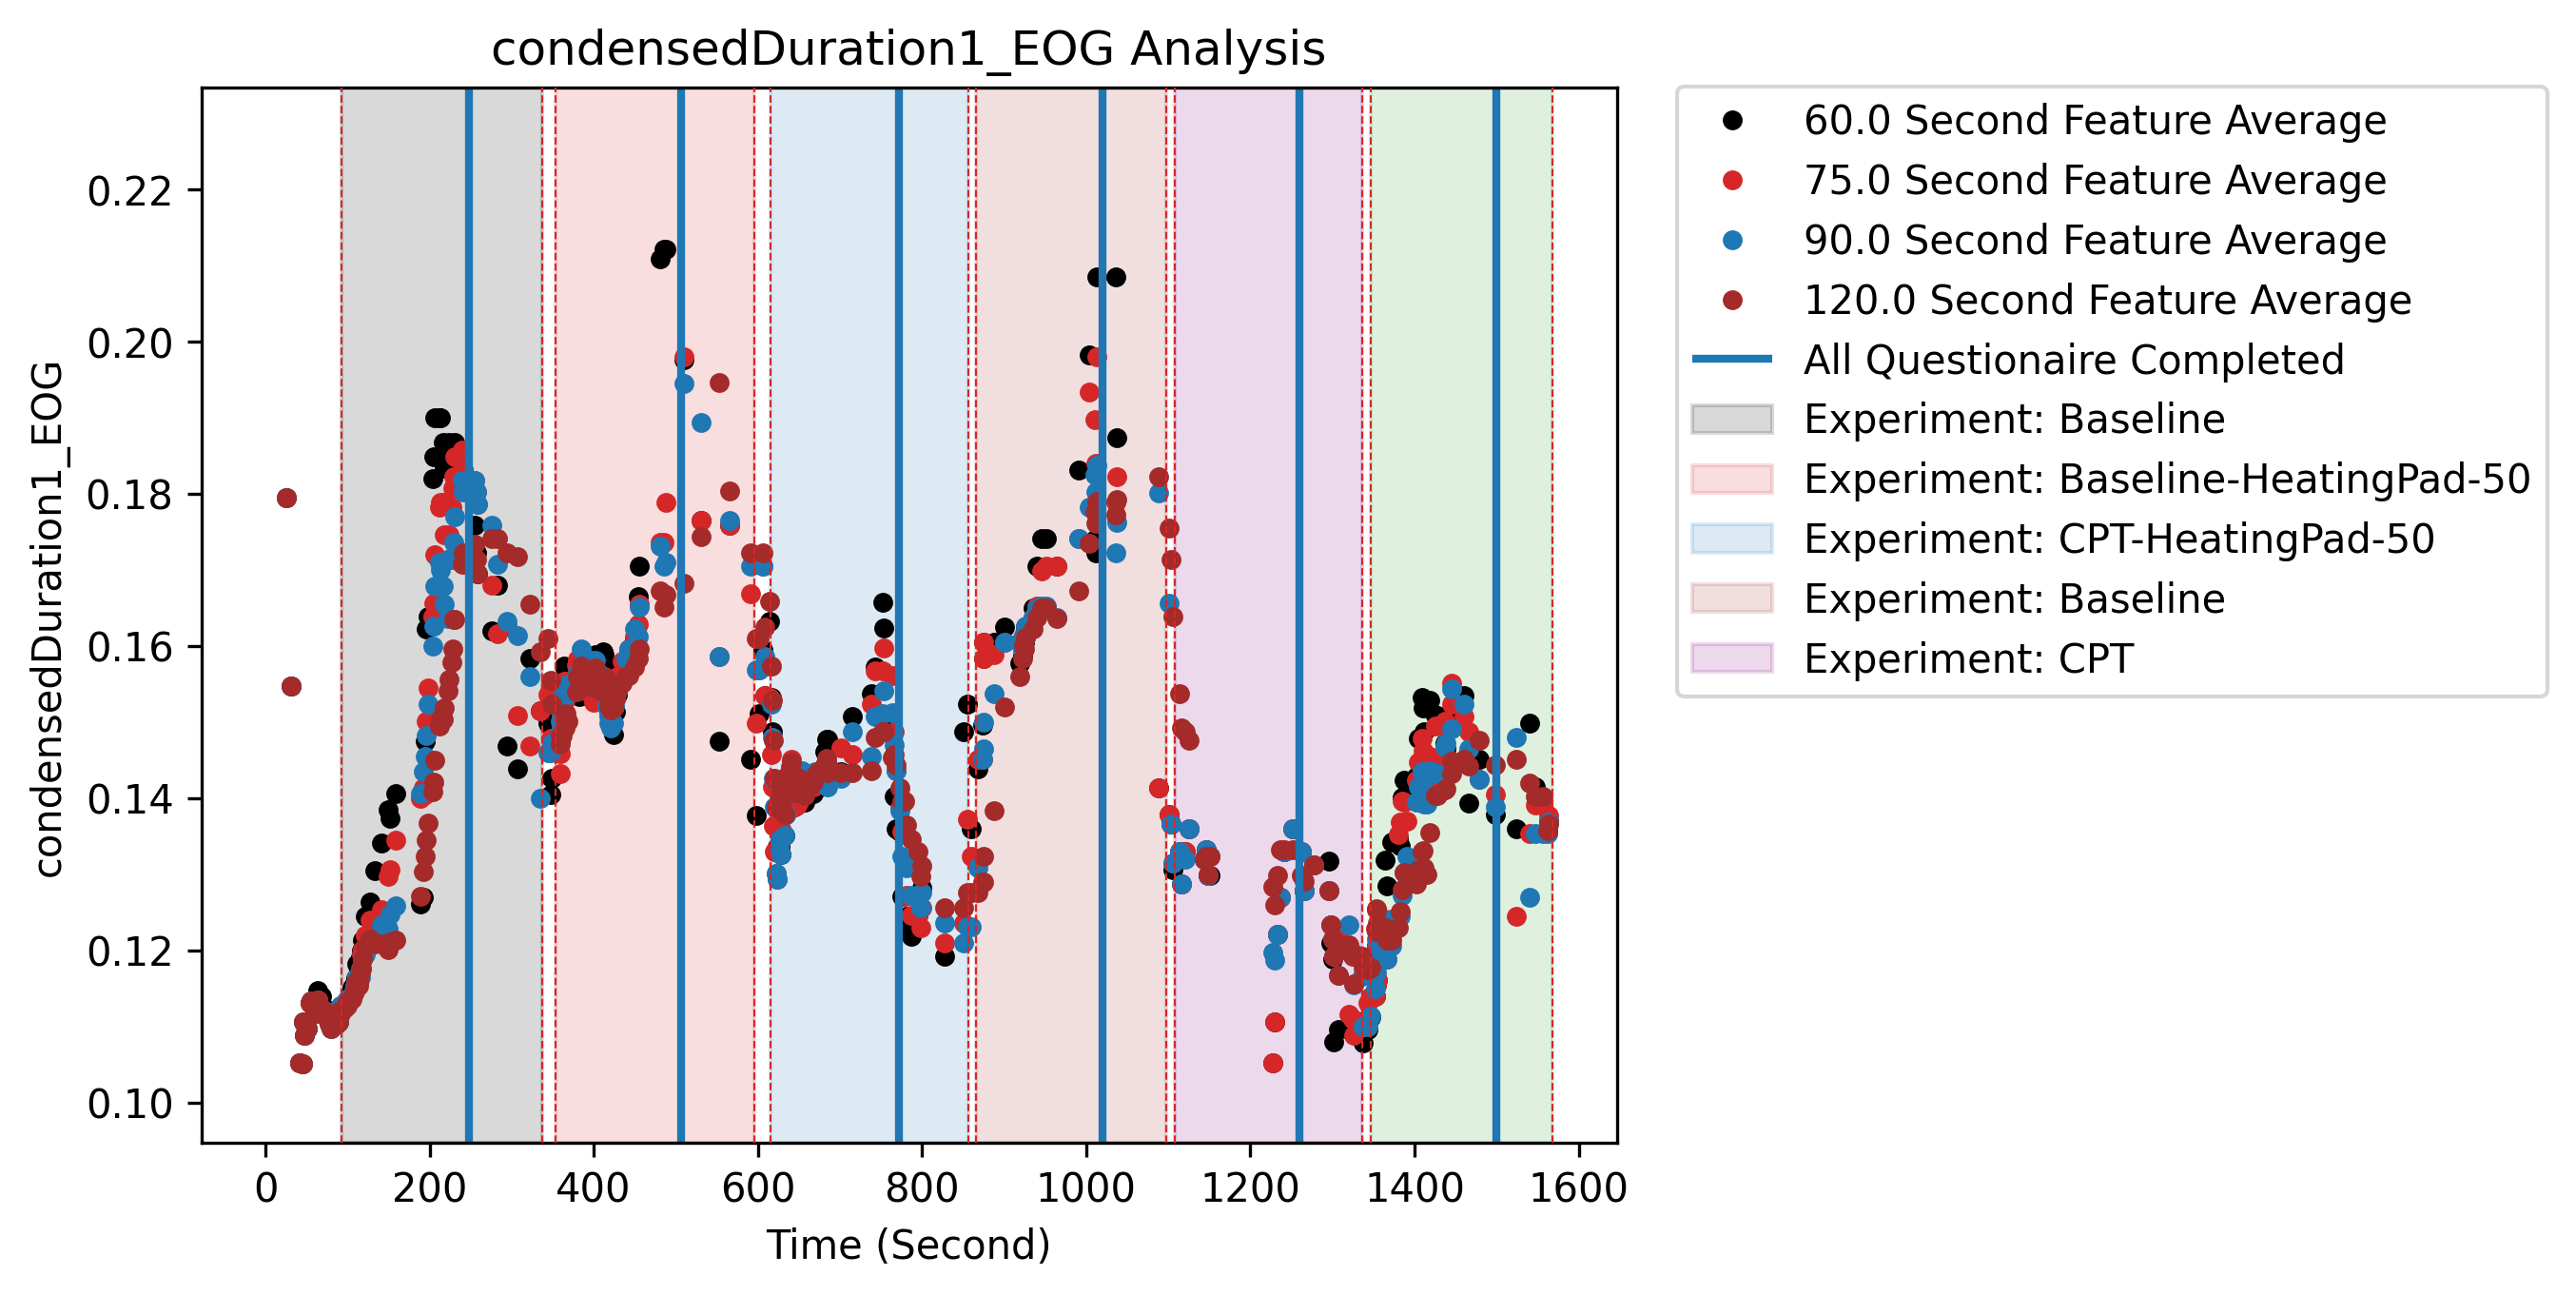 condensedDuration1_EOG Analysis
condensedDuration1_EOG
0.22
0.20
0.18
0.16
0.14
0.12
0.10
0 200 400 600 800 1000 1200 1400 1600
Time (Second)
60.0 Second Feature Average
75.0 Second Feature Average
90.0 Second Feature Average
120.0 Second Feature Average
All Questionaire Completed
Experiment: Baseline
Experiment: Baseline-HeatingPad-50
Experiment: CPT-HeatingPad-50
Experiment: Baseline
Experiment: CPT